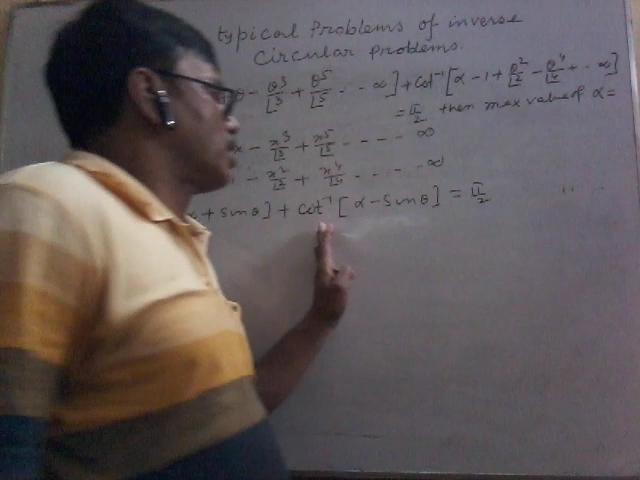 typical Problems of inverse
Circular problems.
θ - θ³/⌊3 + θ⁵/⌊5 - - - ∞] + cot⁻¹[α - 1 + θ²/⌊2 - θ⁴/⌊4 + - - ∞]
= π/2 then max value of α =
x - x³/⌊3 + x⁵/⌊5 - - - - - ∞
- x²/⌊2 + x⁴/⌊4 - - - - - ∞
+ sinθ] + cot⁻¹[α - sinθ] = π/2